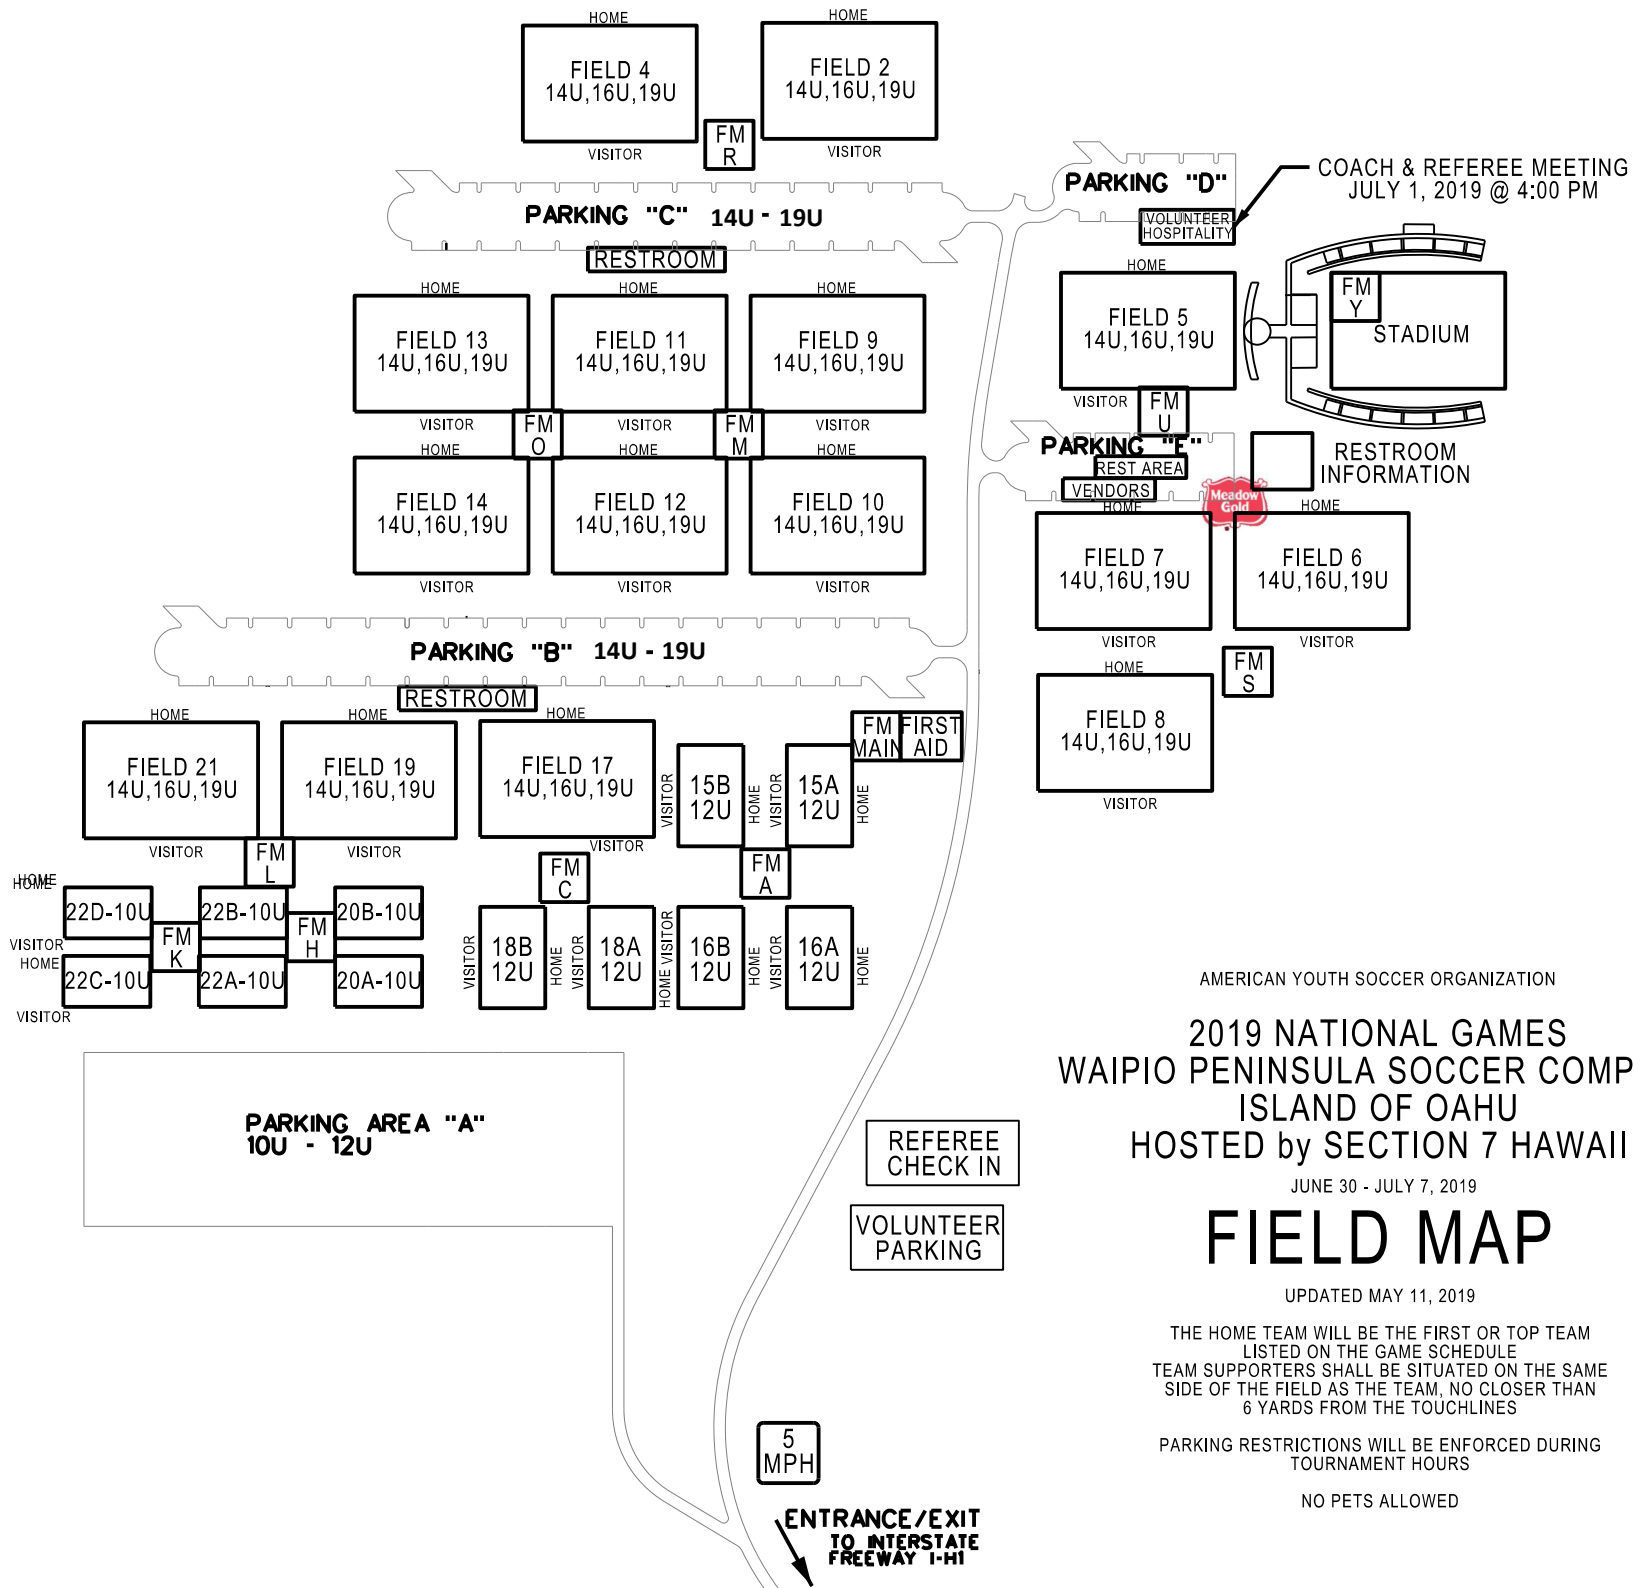 HOME
HOME
FIELD 4
14U,16U,19U
FIELD 2
14U,16U,19U
FM
R
VISITOR
VISITOR
PARKING "C" 14U - 19U
RESTROOM
PARKING "D"
VOLUNTEER
HOSPITALITY
COACH & REFEREE MEETING
JULY 1, 2019 @ 4:00 PM
HOME
HOME
HOME
FIELD 13
14U,16U,19U
FIELD 11
14U,16U,19U
FIELD 9
14U,16U,19U
VISITOR
VISITOR
VISITOR
FM
O
FM
M
HOME
HOME
HOME
FIELD 14
14U,16U,19U
FIELD 12
14U,16U,19U
FIELD 10
14U,16U,19U
VISITOR
VISITOR
VISITOR
HOME
FIELD 5
14U,16U,19U
VISITOR
FM
U
FM
Y
STADIUM
PARKING "E"
REST AREA
VENDORS
RESTROOM
INFORMATION
Meadow
Gold
HOME
HOME
FIELD 7
14U,16U,19U
FIELD 6
14U,16U,19U
VISITOR
VISITOR
HOME
FM
S
FIELD 8
14U,16U,19U
VISITOR
PARKING "B" 14U - 19U
RESTROOM
HOME
HOME
HOME
FIELD 21
14U,16U,19U
FIELD 19
14U,16U,19U
FIELD 17
14U,16U,19U
VISITOR
VISITOR
VISITOR
FM
MAIN
FIRST
AID
VISITOR
15B
12U
HOME
VISITOR
15A
12U
HOME
FM
L
FM
C
FM
A
HOME
HOME
22D-10U
22B-10U
20B-10U
FM
K
FM
H
VISITOR
HOME
22C-10U
22A-10U
20A-10U
VISITOR
VISITOR
18B
12U
HOME
VISITOR
18A
12U
HOME
VISITOR
16B
12U
HOME
VISITOR
16A
12U
HOME
PARKING AREA "A"
10U - 12U
REFEREE
CHECK IN
VOLUNTEER
PARKING
5
MPH
ENTRANCE/EXIT
TO INTERSTATE
FREEWAY I-H1
AMERICAN YOUTH SOCCER ORGANIZATION
2019 NATIONAL GAMES
WAIPIO PENINSULA SOCCER COMP
ISLAND OF OAHU
HOSTED by SECTION 7 HAWAII
JUNE 30 - JULY 7, 2019
FIELD MAP
UPDATED MAY 11, 2019
THE HOME TEAM WILL BE THE FIRST OR TOP TEAM
LISTED ON THE GAME SCHEDULE
TEAM SUPPORTERS SHALL BE SITUATED ON THE SAME
SIDE OF THE FIELD AS THE TEAM, NO CLOSER THAN
6 YARDS FROM THE TOUCHLINES
PARKING RESTRICTIONS WILL BE ENFORCED DURING
TOURNAMENT HOURS
NO PETS ALLOWED